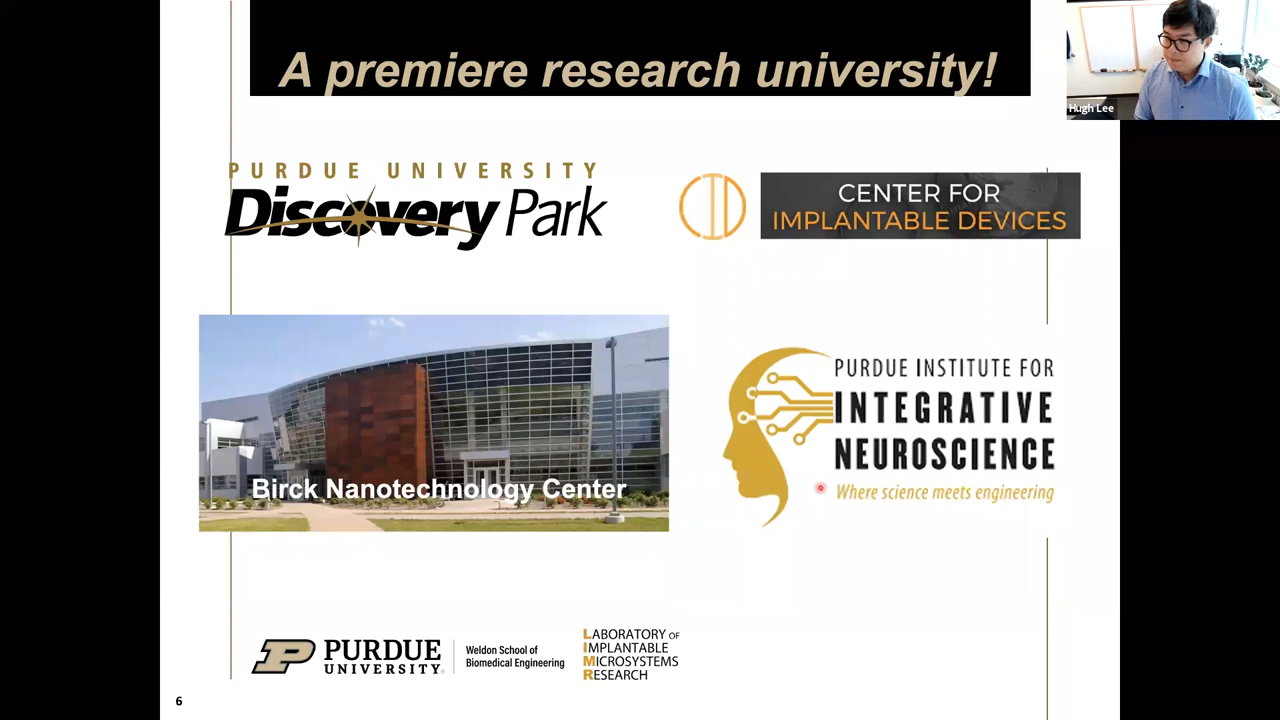 A premiere research university!
Hugh Lee
PURDUE UNIVERSITY
Discovery Park
CENTER FOR
IMPLANTABLE DEVICES
Birck Nanotechnology Center
PURDUE INSTITUTE FOR
INTEGRATIVE
NEUROSCIENCE
Where science meets engineering
P PURDUE
UNIVERSITY
Weldon School of
Biomedical Engineering
LABORATORY OF
IMPLANTABLE
MICROSYSTEMS
RESEARCH
6